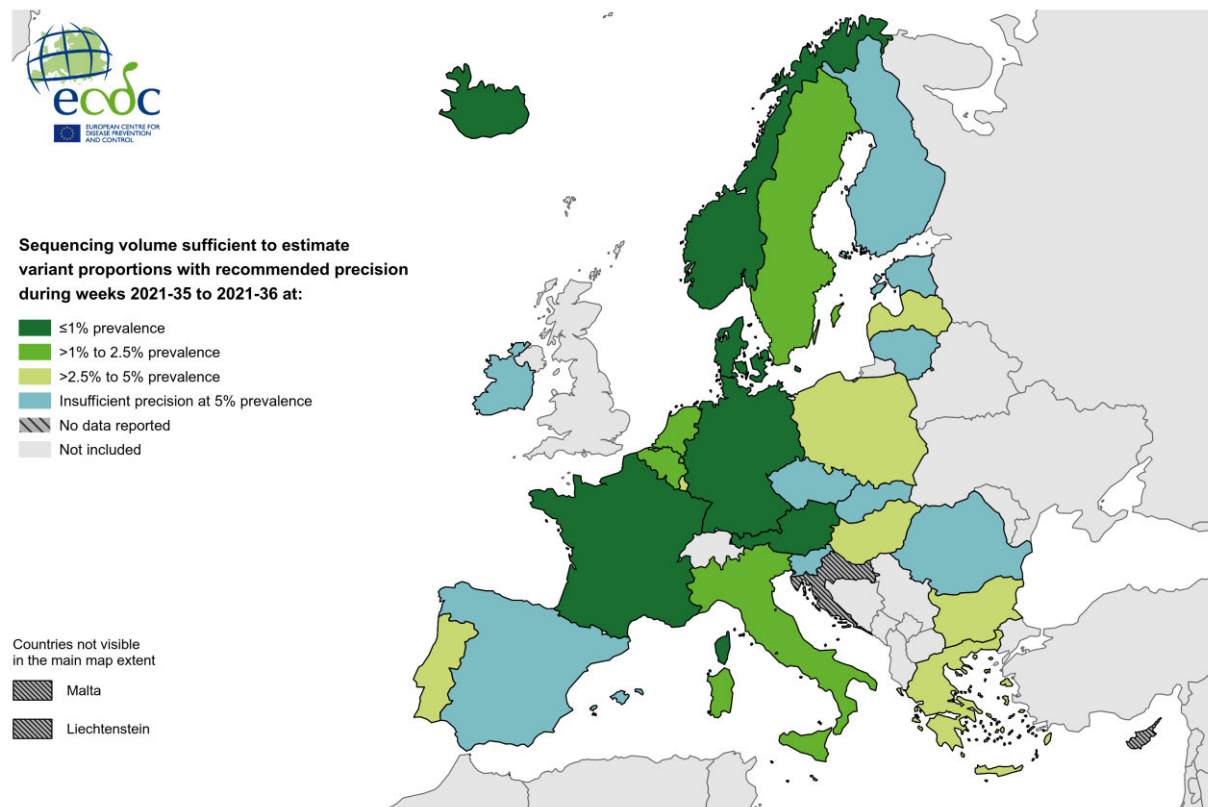 ecdc
EUROPEAN CENTRE FOR
DISEASE PREVENTION
AND CONTROL
Sequencing volume sufficient to estimate
variant proportions with recommended precision
during weeks 2021-35 to 2021-36 at:
≤1% prevalence
>1% to 2.5% prevalence
>2.5% to 5% prevalence
Insufficient precision at 5% prevalence
No data reported
Not included
Countries not visible
in the main map extent
Malta
Liechtenstein